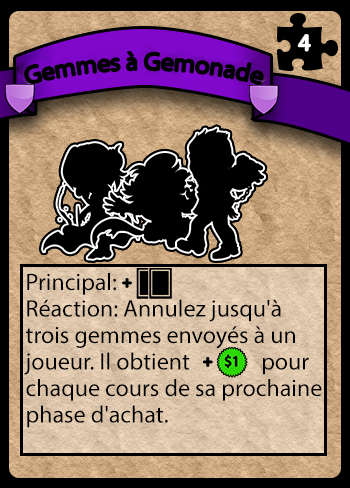 Gemmes à Gemonade
4
Principal: +
Réaction: Annulez jusqu'à
trois gemmes envoyés à un
joueur. Il obtient + $1 pour
chaque cours de sa prochaine
phase d'achat.